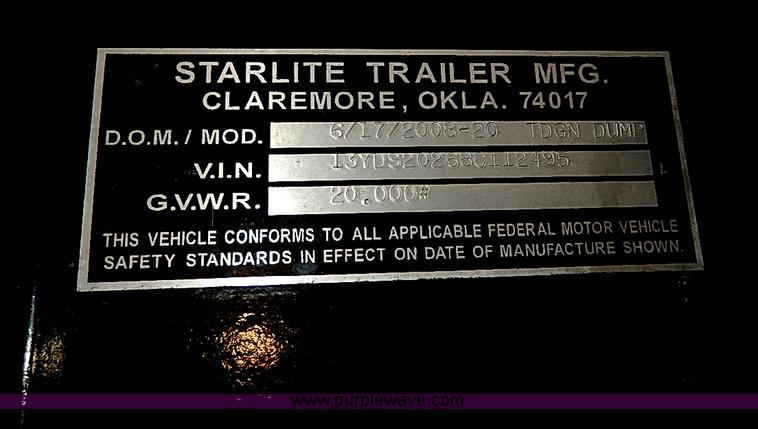 STARLITE TRAILER MFG.
CLAREMORE, OKLA. 74017
D.O.M. / MOD. 6/17/2008-20 TDGN DUMP
V.I.N. 13YDS20268C112495
G.V.W.R. 20,000#
THIS VEHICLE CONFORMS TO ALL APPLICABLE FEDERAL MOTOR VEHICLE
SAFETY STANDARDS IN EFFECT ON DATE OF MANUFACTURE SHOWN.
www.purplewave.com